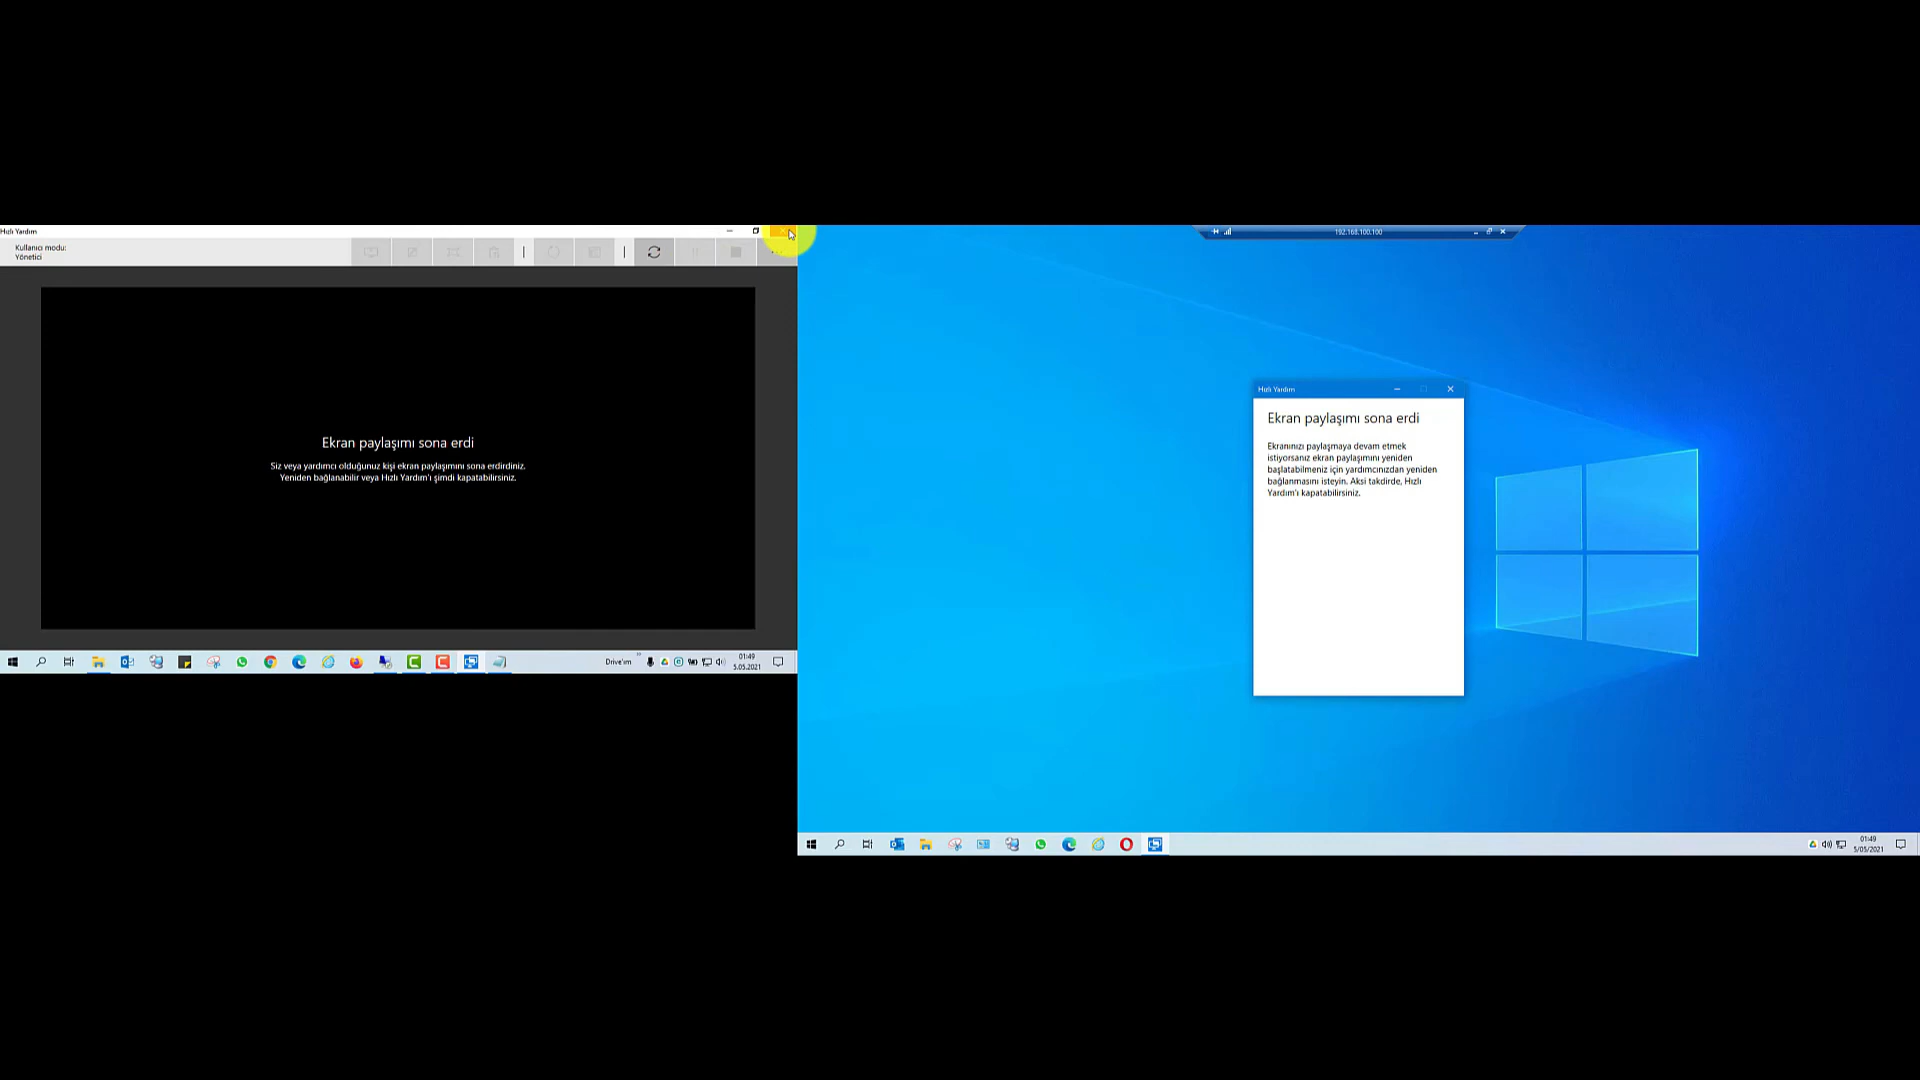 Hızlı Yardım
Kullanıcı modu:
Yönetici
Ekran paylaşımı sona erdi
Siz veya yardımcı olduğunuz kişi ekran paylaşımını sona erdirdiniz.
Yeniden bağlanabilir veya Hızlı Yardım'ı şimdi kapatabilirsiniz.
Drive'ım
01:49
5.05.2021
192.168.100.100
Hızlı Yardım
Ekran paylaşımı sona erdi
Ekranınızı paylaşmaya devam etmek
istiyorsanız ekran paylaşımını yeniden
başlatabilmeniz için yardımcınızdan yeniden
bağlanmasını isteyin. Aksi takdirde, Hızlı
Yardım'ı kapatabilirsiniz.
01:49
5/05/2021